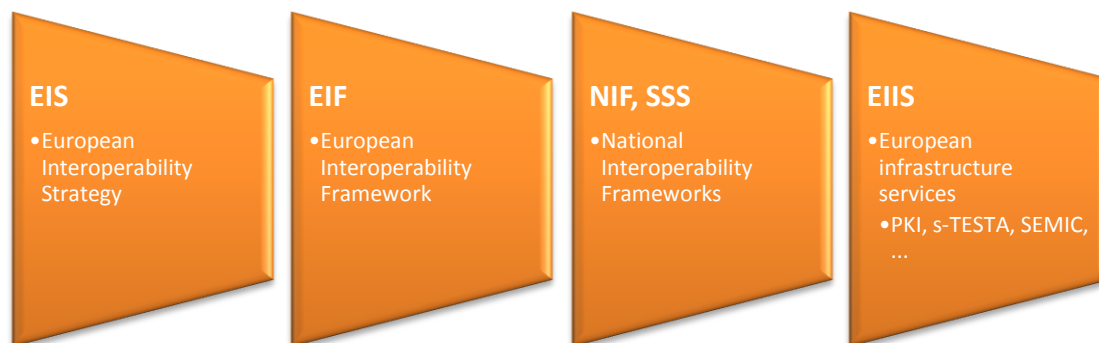 EIS
•European
Interoperability
Strategy
EIF
•European
Interoperability
Framework
NIF, SSS
•National
Interoperability
Frameworks
EIIS
•European
infrastructure
services
•PKI, s-TESTA, SEMIC,
...